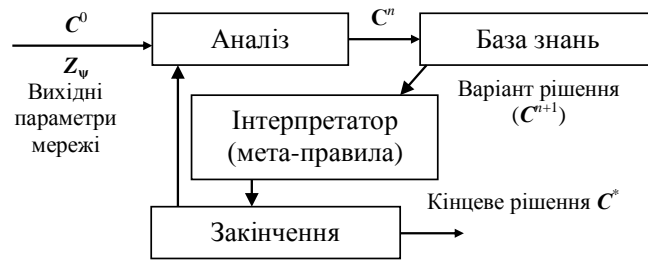 C⁰
Z_ψ
Вихідні
параметри
мережі
Аналіз
Cⁿ
База знань
Варіант рішення
(Cⁿ⁺¹)
Інтерпретатор
(мета-правила)
Закінчення
Кінцеве рішення C*